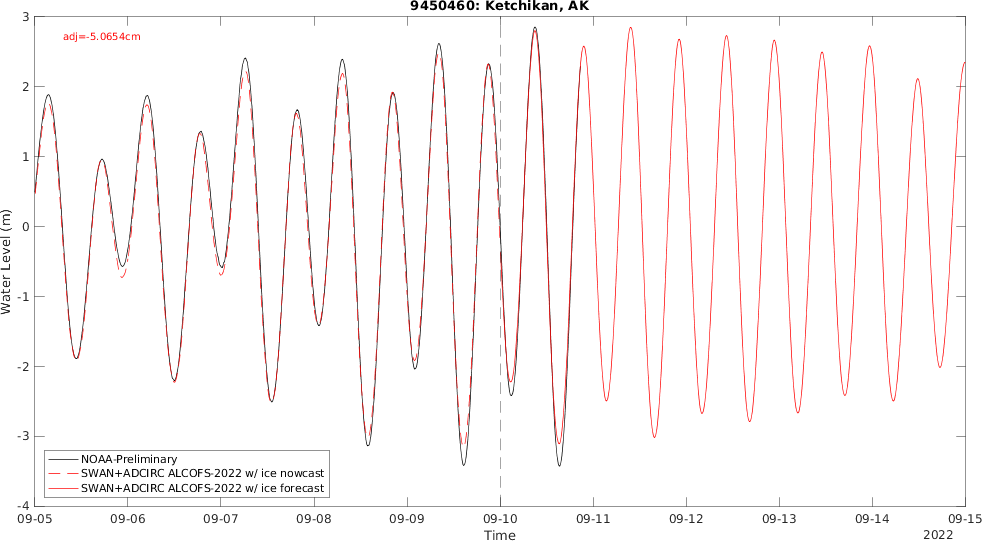 9450460: Ketchikan, AK
adj=-5.0654cm
3
2
1
0
-1
-2
-3
-4
Water Level (m)
NOAA-Preliminary
SWAN+ADCIRC ALCOFS-2022 w/ ice nowcast
SWAN+ADCIRC ALCOFS-2022 w/ ice forecast
09-05 09-06 09-07 09-08 09-09 09-10 09-11 09-12 09-13 09-14 09-15
Time
2022